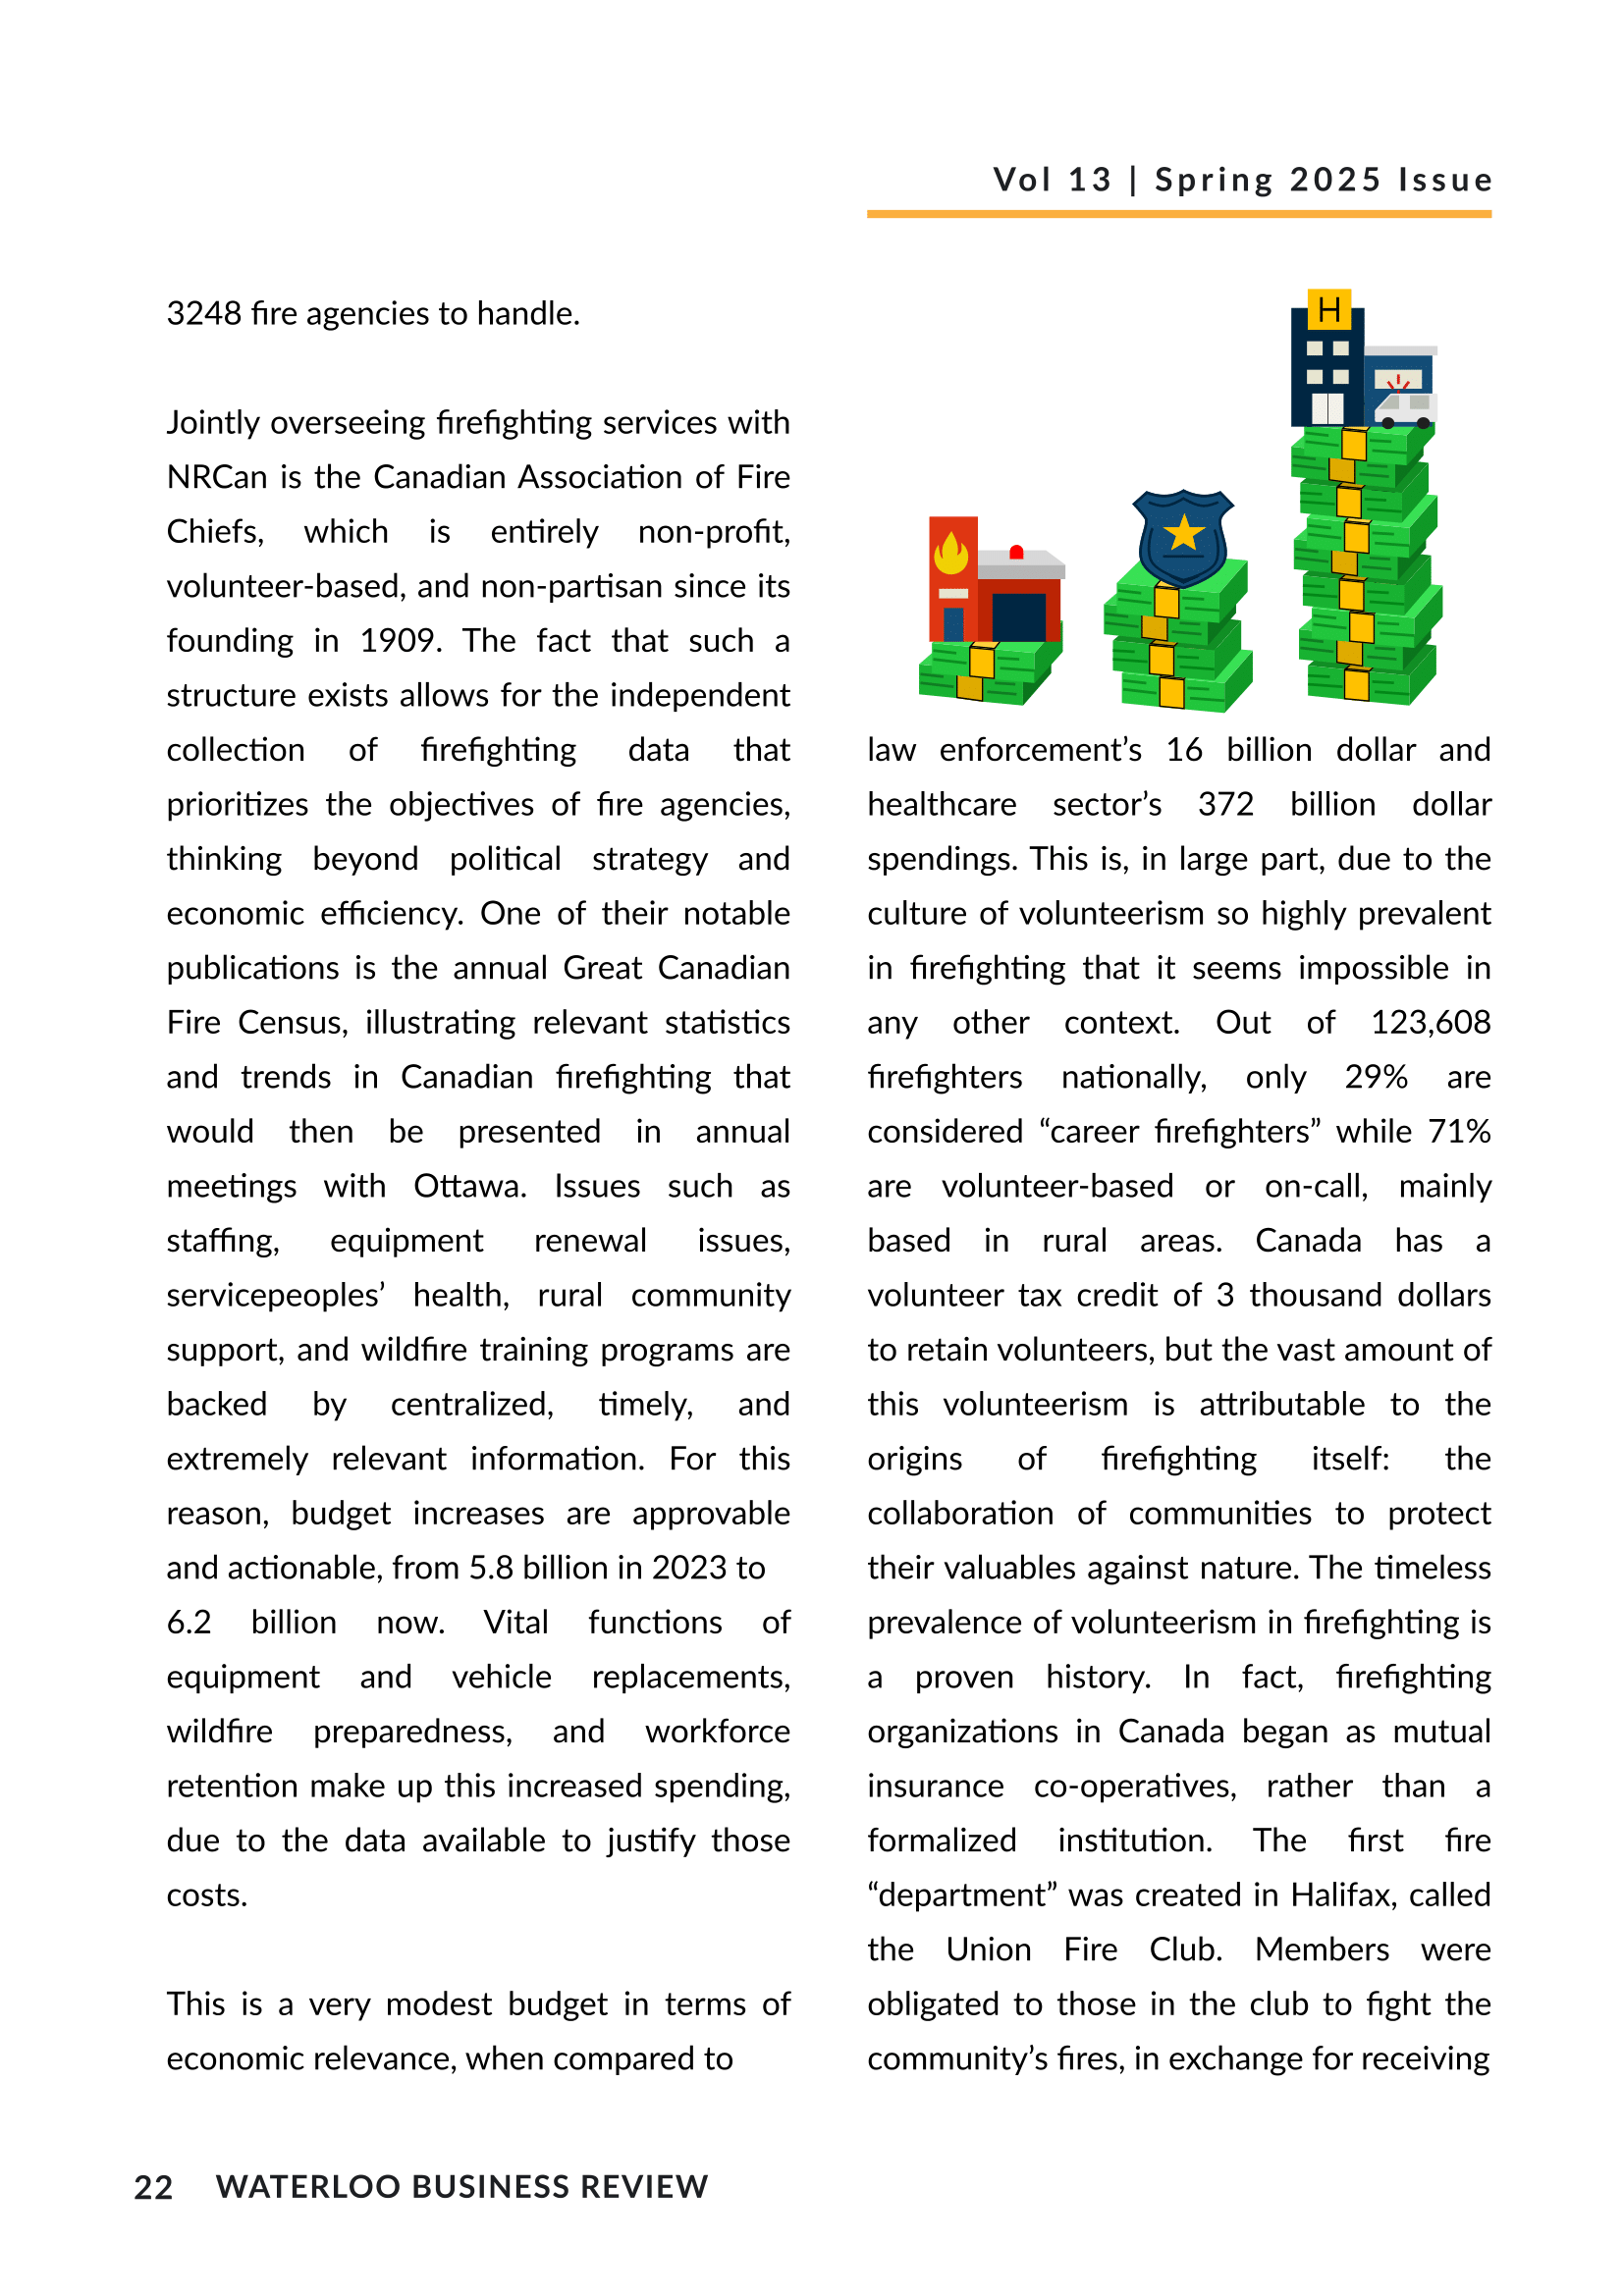 Vol 13 | Spring 2025 Issue
3248 fire agencies to handle.
Jointly overseeing firefighting services with
NRCan is the Canadian Association of Fire
Chiefs, which is entirely non-profit,
volunteer-based, and non-partisan since its
founding in 1909. The fact that such a
structure exists allows for the independent
collection of firefighting data that
prioritizes the objectives of fire agencies,
thinking beyond political strategy and
economic efficiency. One of their notable
publications is the annual Great Canadian
Fire Census, illustrating relevant statistics
and trends in Canadian firefighting that
would then be presented in annual
meetings with Ottawa. Issues such as
staffing, equipment renewal issues,
servicepeoples’ health, rural community
support, and wildfire training programs are
backed by centralized, timely, and
extremely relevant information. For this
reason, budget increases are approvable
and actionable, from 5.8 billion in 2023 to
6.2 billion now. Vital functions of
equipment and vehicle replacements,
wildfire preparedness, and workforce
retention make up this increased spending,
due to the data available to justify those
costs.
This is a very modest budget in terms of
economic relevance, when compared to
H
law enforcement’s 16 billion dollar and
healthcare sector’s 372 billion dollar
spendings. This is, in large part, due to the
culture of volunteerism so highly prevalent
in firefighting that it seems impossible in
any other context. Out of 123,608
firefighters nationally, only 29% are
considered “career firefighters” while 71%
are volunteer-based or on-call, mainly
based in rural areas. Canada has a
volunteer tax credit of 3 thousand dollars
to retain volunteers, but the vast amount of
this volunteerism is attributable to the
origins of firefighting itself: the
collaboration of communities to protect
their valuables against nature. The timeless
prevalence of volunteerism in firefighting is
a proven history. In fact, firefighting
organizations in Canada began as mutual
insurance co-operatives, rather than a
formalized institution. The first fire
“department” was created in Halifax, called
the Union Fire Club. Members were
obligated to those in the club to fight the
community’s fires, in exchange for receiving
22 WATERLOO BUSINESS REVIEW